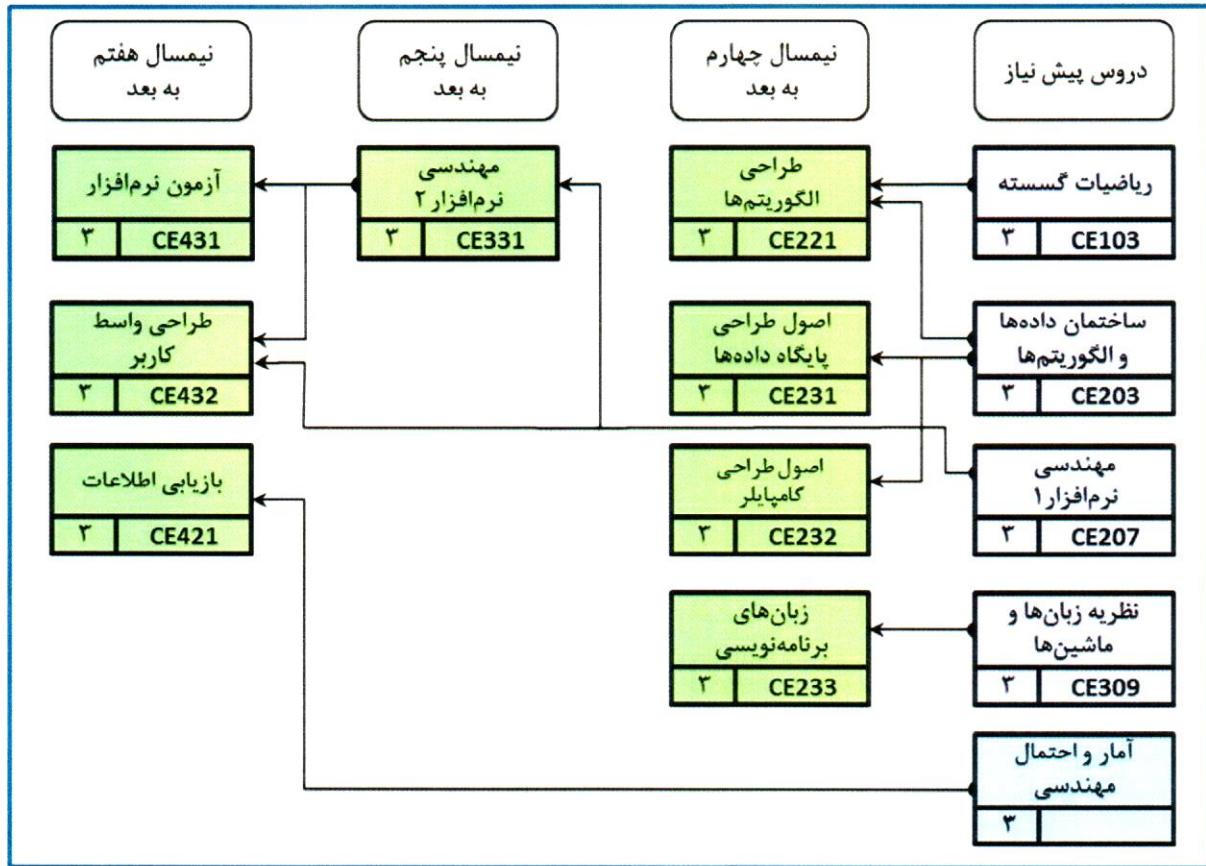 دروس پیش نیاز
نیمسال چهارم
به بعد
نیمسال پنجم
به بعد
نیمسال هفتم
به بعد
ریاضیات گسسته
۳ CE103
طراحی
الگوریتم‌ها
۳ CE221
مهندسی
نرم‌افزار ۲
۳ CE331
آزمون نرم‌افزار
۳ CE431
ساختمان داده‌ها
و الگوریتم‌ها
۳ CE203
اصول طراحی
پایگاه داده‌ها
۳ CE231
طراحی واسط
کاربر
۳ CE432
مهندسی
نرم‌افزار ۱
۳ CE207
اصول طراحی
کامپایلر
۳ CE232
بازیابی اطلاعات
۳ CE421
نظریه زبان‌ها و
ماشین‌ها
۳ CE309
زبان‌های
برنامه‌نویسی
۳ CE233
آمار و احتمال
مهندسی
۳